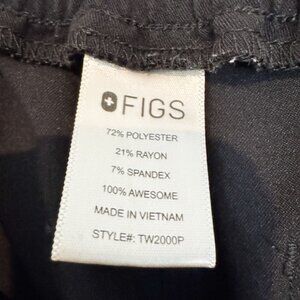 FIGS
72% POLYESTER
21% RAYON
7% SPANDEX
100% AWESOME
MADE IN VIETNAM
STYLE#: TW2000P